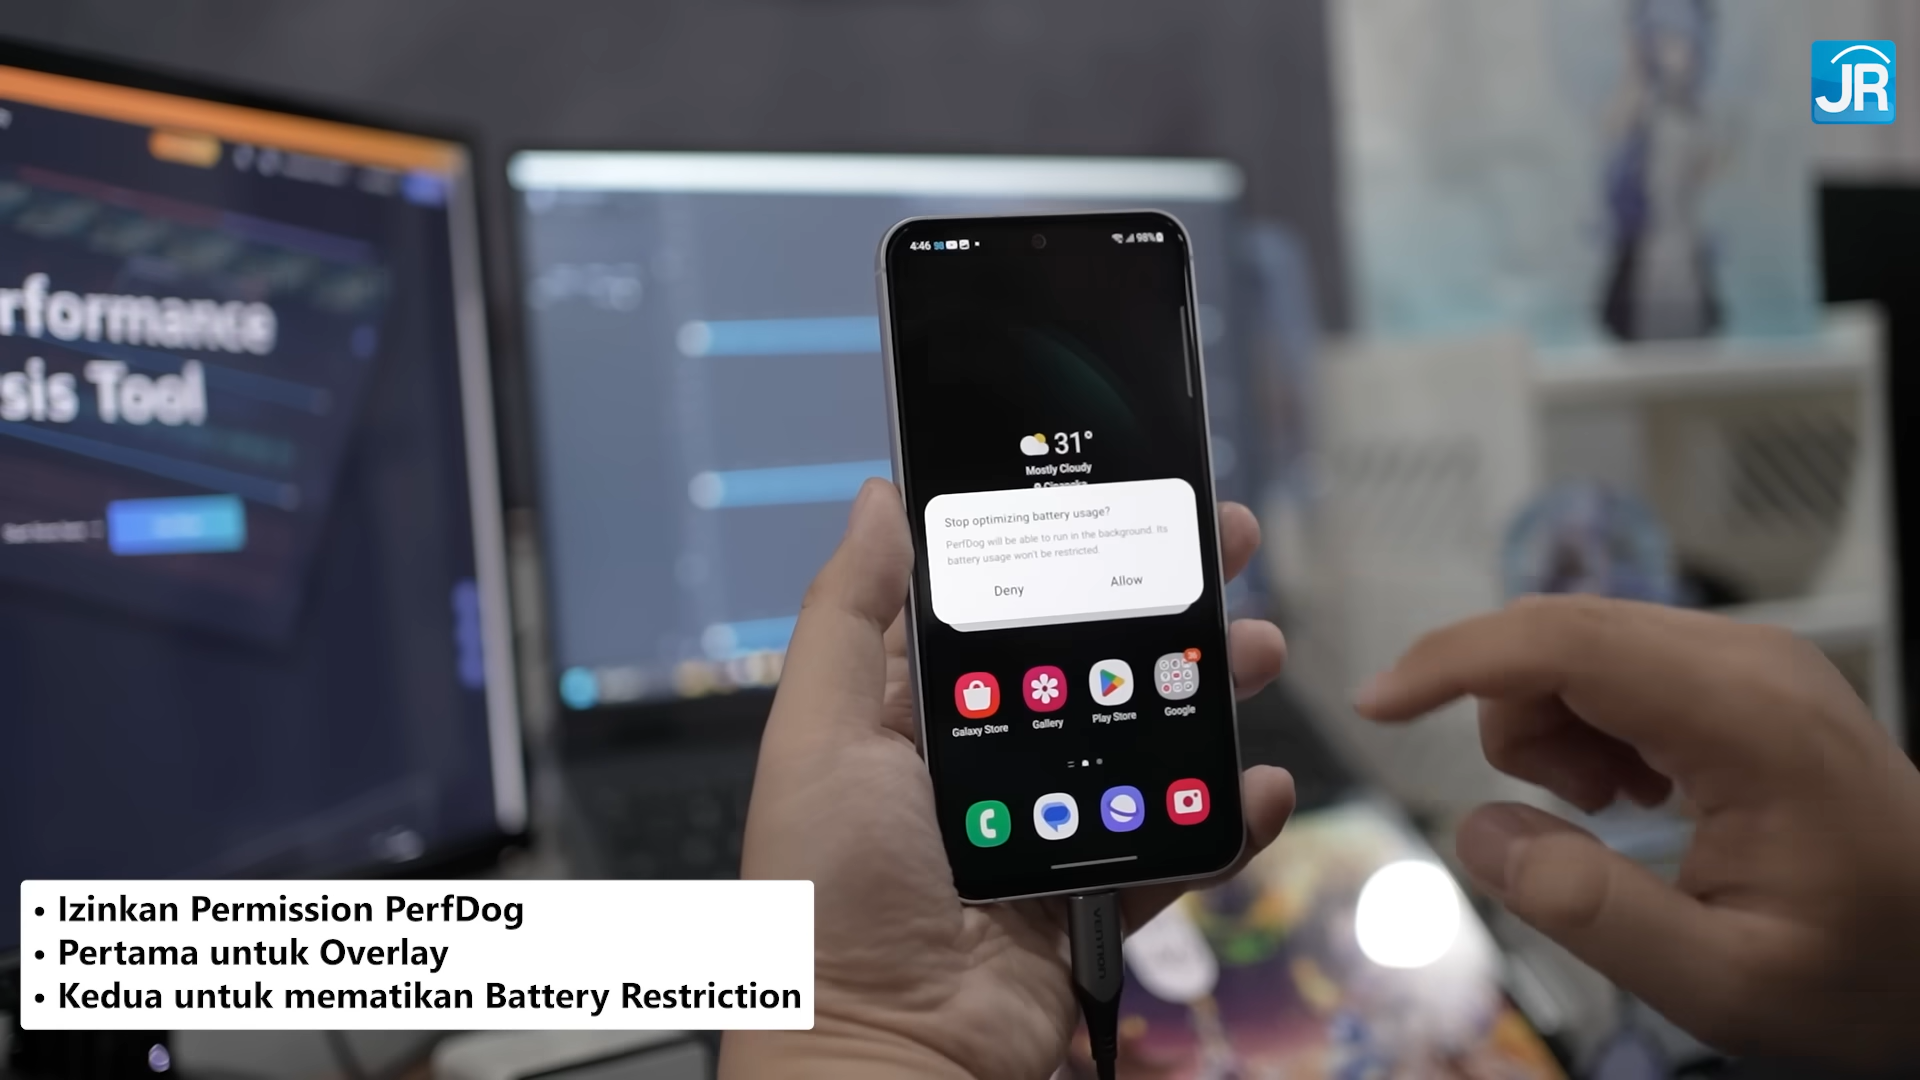 JR
rformance
sis Tool
4:46
98%
31°
Mostly Cloudy
Stop optimizing battery usage?
PerfDog will be able to run in the background. Its
battery usage won't be restricted.
Deny Allow
36
Galaxy Store Gallery Play Store Google
VENTION
• Izinkan Permission PerfDog
• Pertama untuk Overlay
• Kedua untuk mematikan Battery Restriction